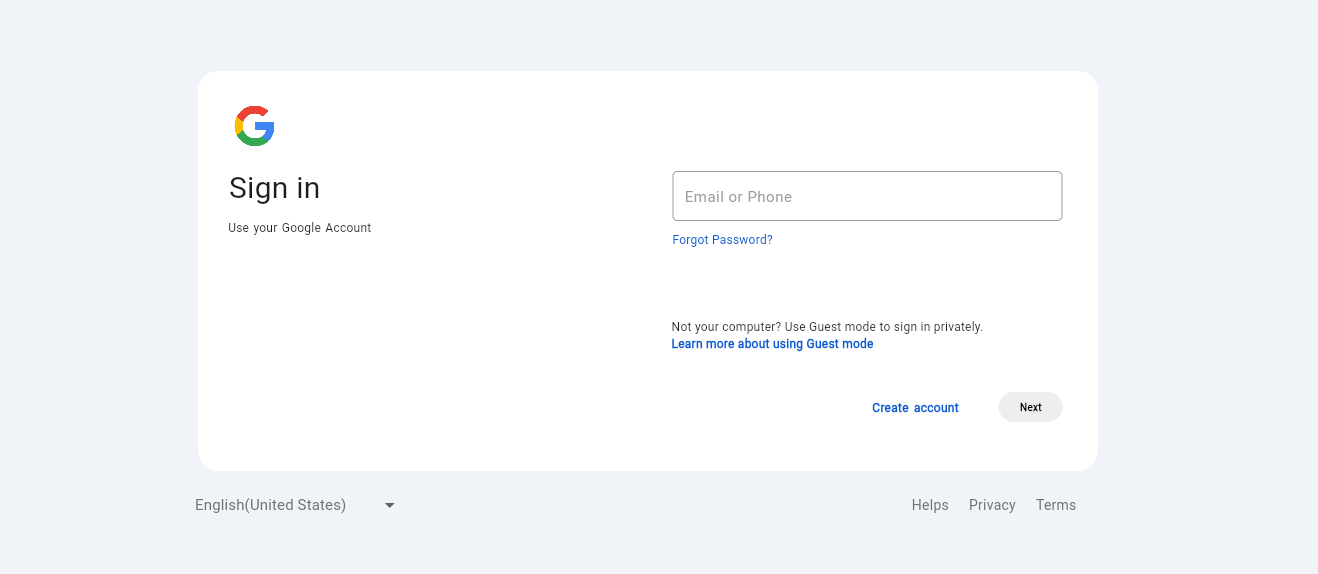 Sign in
Use your Google Account
Email or Phone
Forgot Password?
Not your computer? Use Guest mode to sign in privately.
Learn more about using Guest mode
Create account
Next
English(United States)
Helps
Privacy
Terms